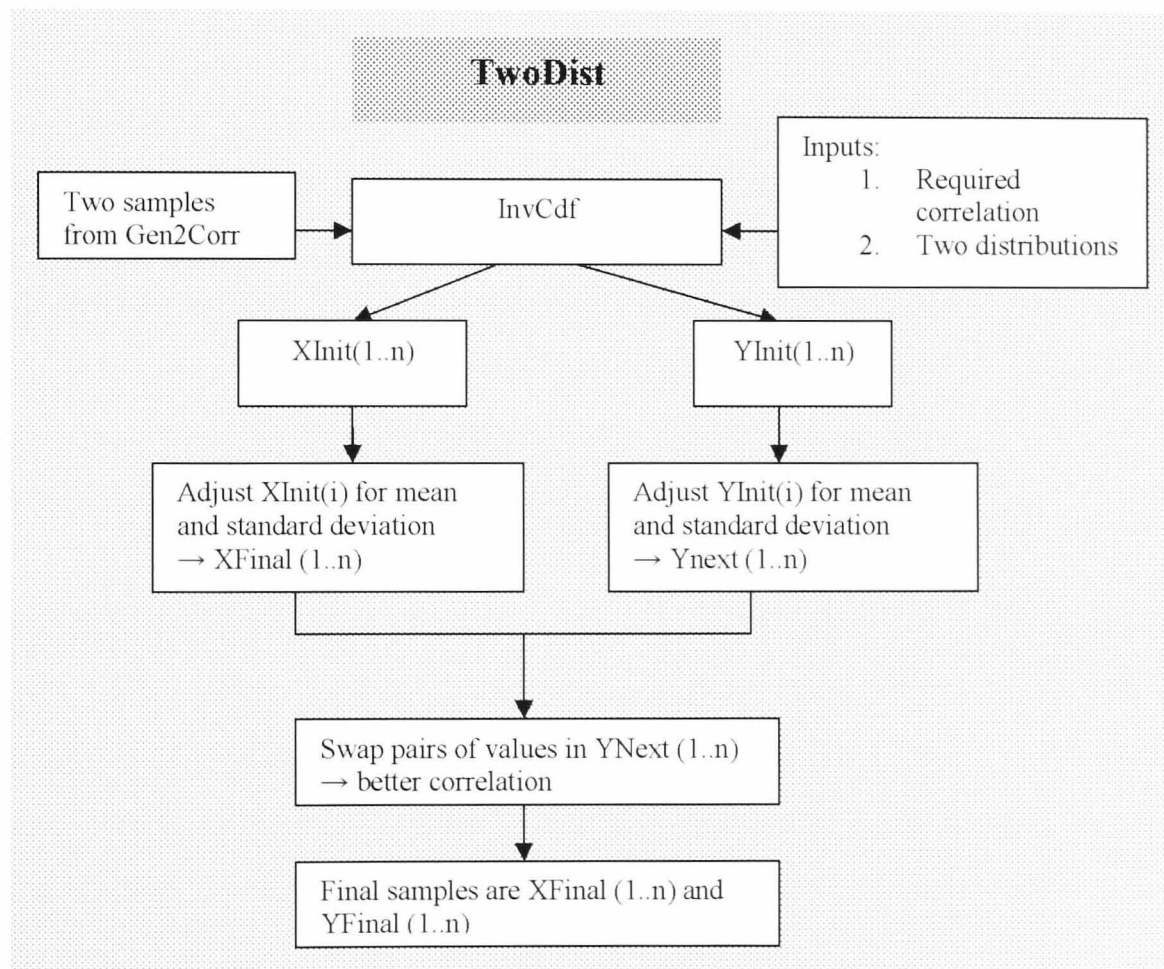 TwoDist
Two samples
from Gen2Corr
InvCdf
Inputs:
1. Required
correlation
2. Two distributions
XInit(1..n)
YInit(1..n)
Adjust XInit(i) for mean
and standard deviation
→ XFinal (1..n)
Adjust YInit(i) for mean
and standard deviation
→ Ynext (1..n)
Swap pairs of values in YNext (1..n)
→ better correlation
Final samples are XFinal (1..n) and
YFinal (1..n)